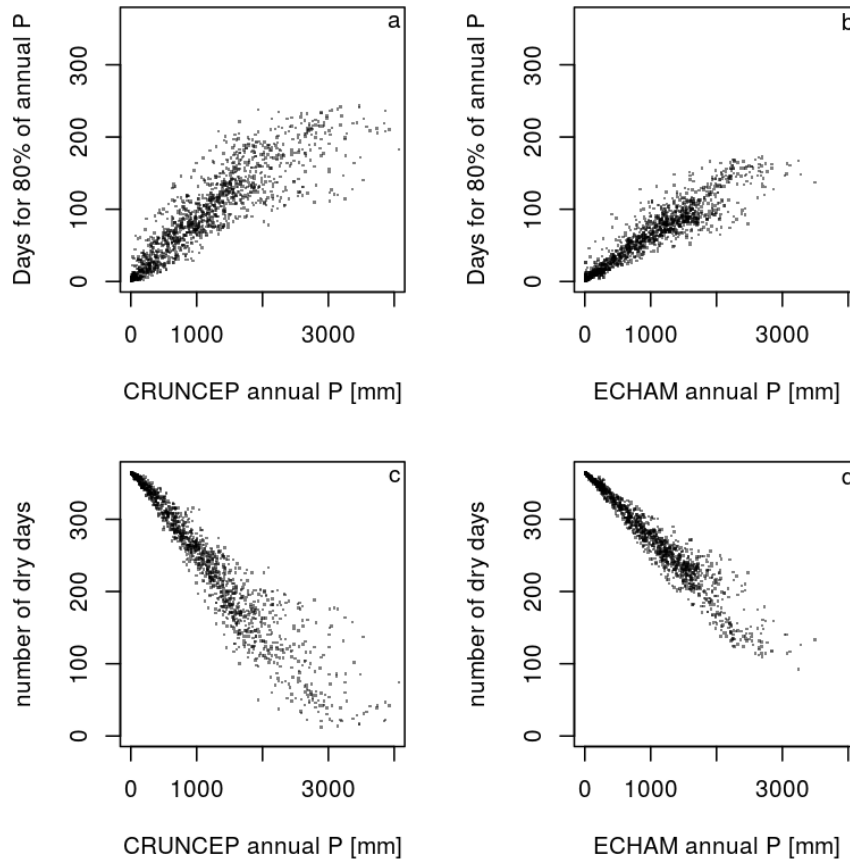 a
Days for 80% of annual P
0 100 200 300
0 1000 3000
CRUNCEP annual P [mm]
b
Days for 80% of annual P
0 100 200 300
0 1000 3000
ECHAM annual P [mm]
c
number of dry days
0 100 200 300
0 1000 3000
CRUNCEP annual P [mm]
d
number of dry days
0 100 200 300
0 1000 3000
ECHAM annual P [mm]